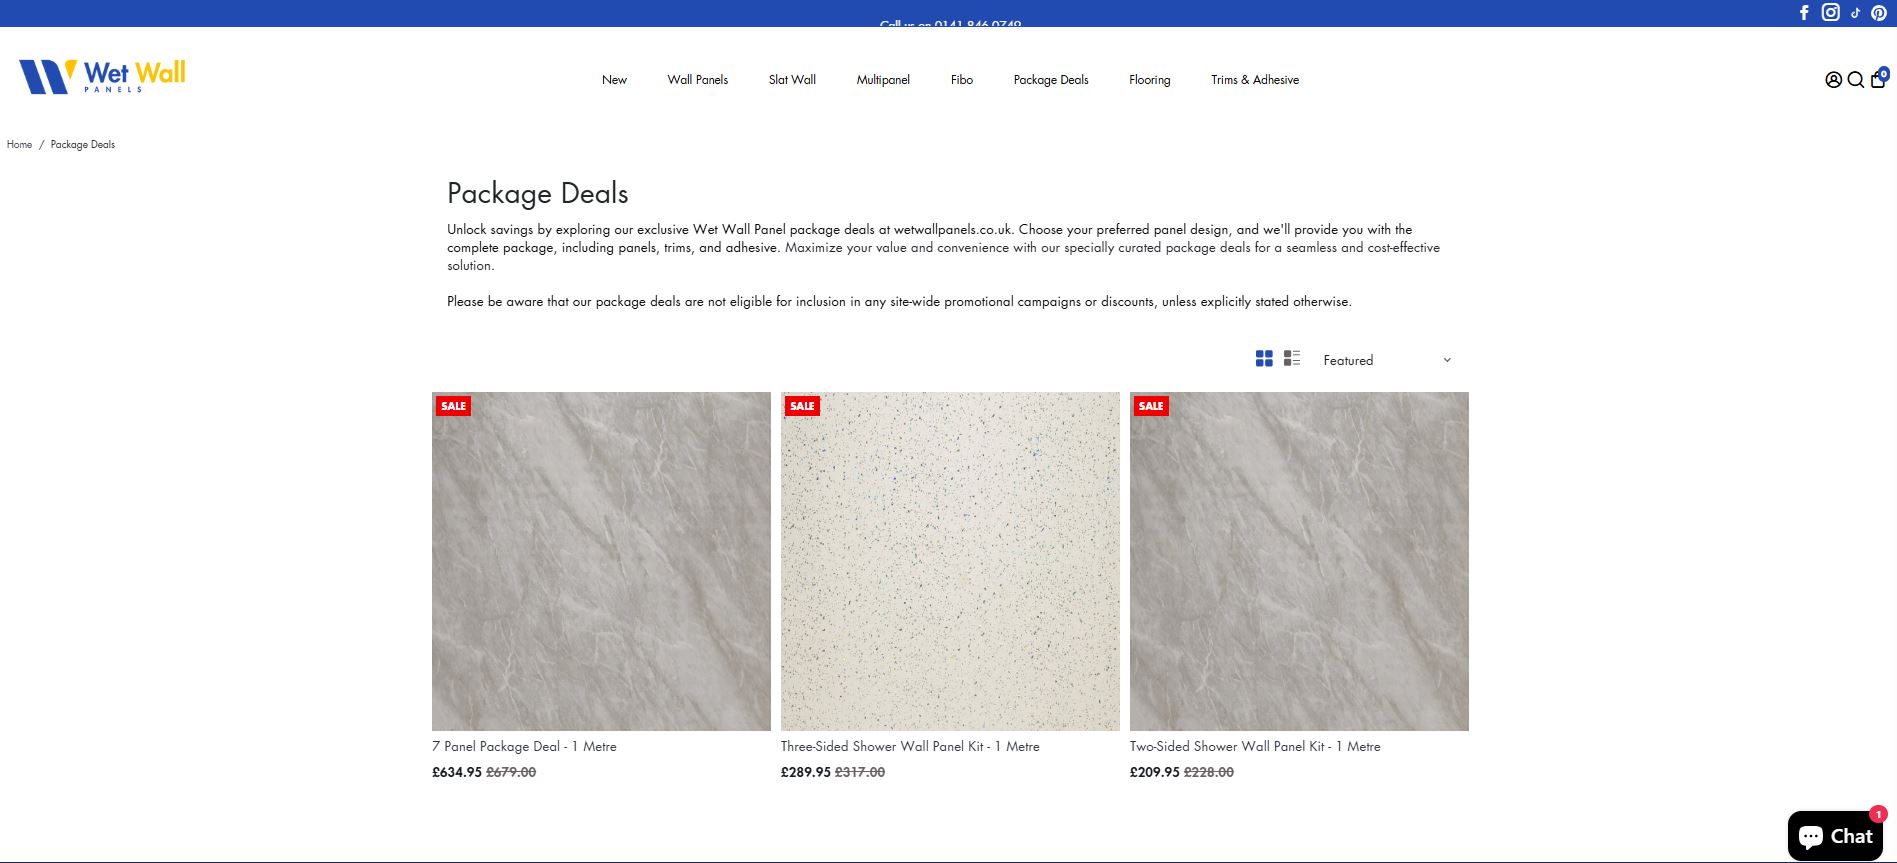 Call us on 0141 846 0749
Wet Wall
PANELS
New
Wall Panels
Slat Wall
Multipanel
Fibo
Package Deals
Flooring
Trims & Adhesive
0
Home / Package Deals
Package Deals
Unlock savings by exploring our exclusive Wet Wall Panel package deals at wetwallpanels.co.uk. Choose your preferred panel design, and we'll provide you with the
complete package, including panels, trims, and adhesive. Maximize your value and convenience with our specially curated package deals for a seamless and cost-effective
solution.
Please be aware that our package deals are not eligible for inclusion in any site-wide promotional campaigns or discounts, unless explicitly stated otherwise.
Featured
SALE
SALE
SALE
7 Panel Package Deal - 1 Metre
£634.95 £679.00
Three-Sided Shower Wall Panel Kit - 1 Metre
£289.95 £317.00
Two-Sided Shower Wall Panel Kit - 1 Metre
£209.95 £228.00
1
Chat